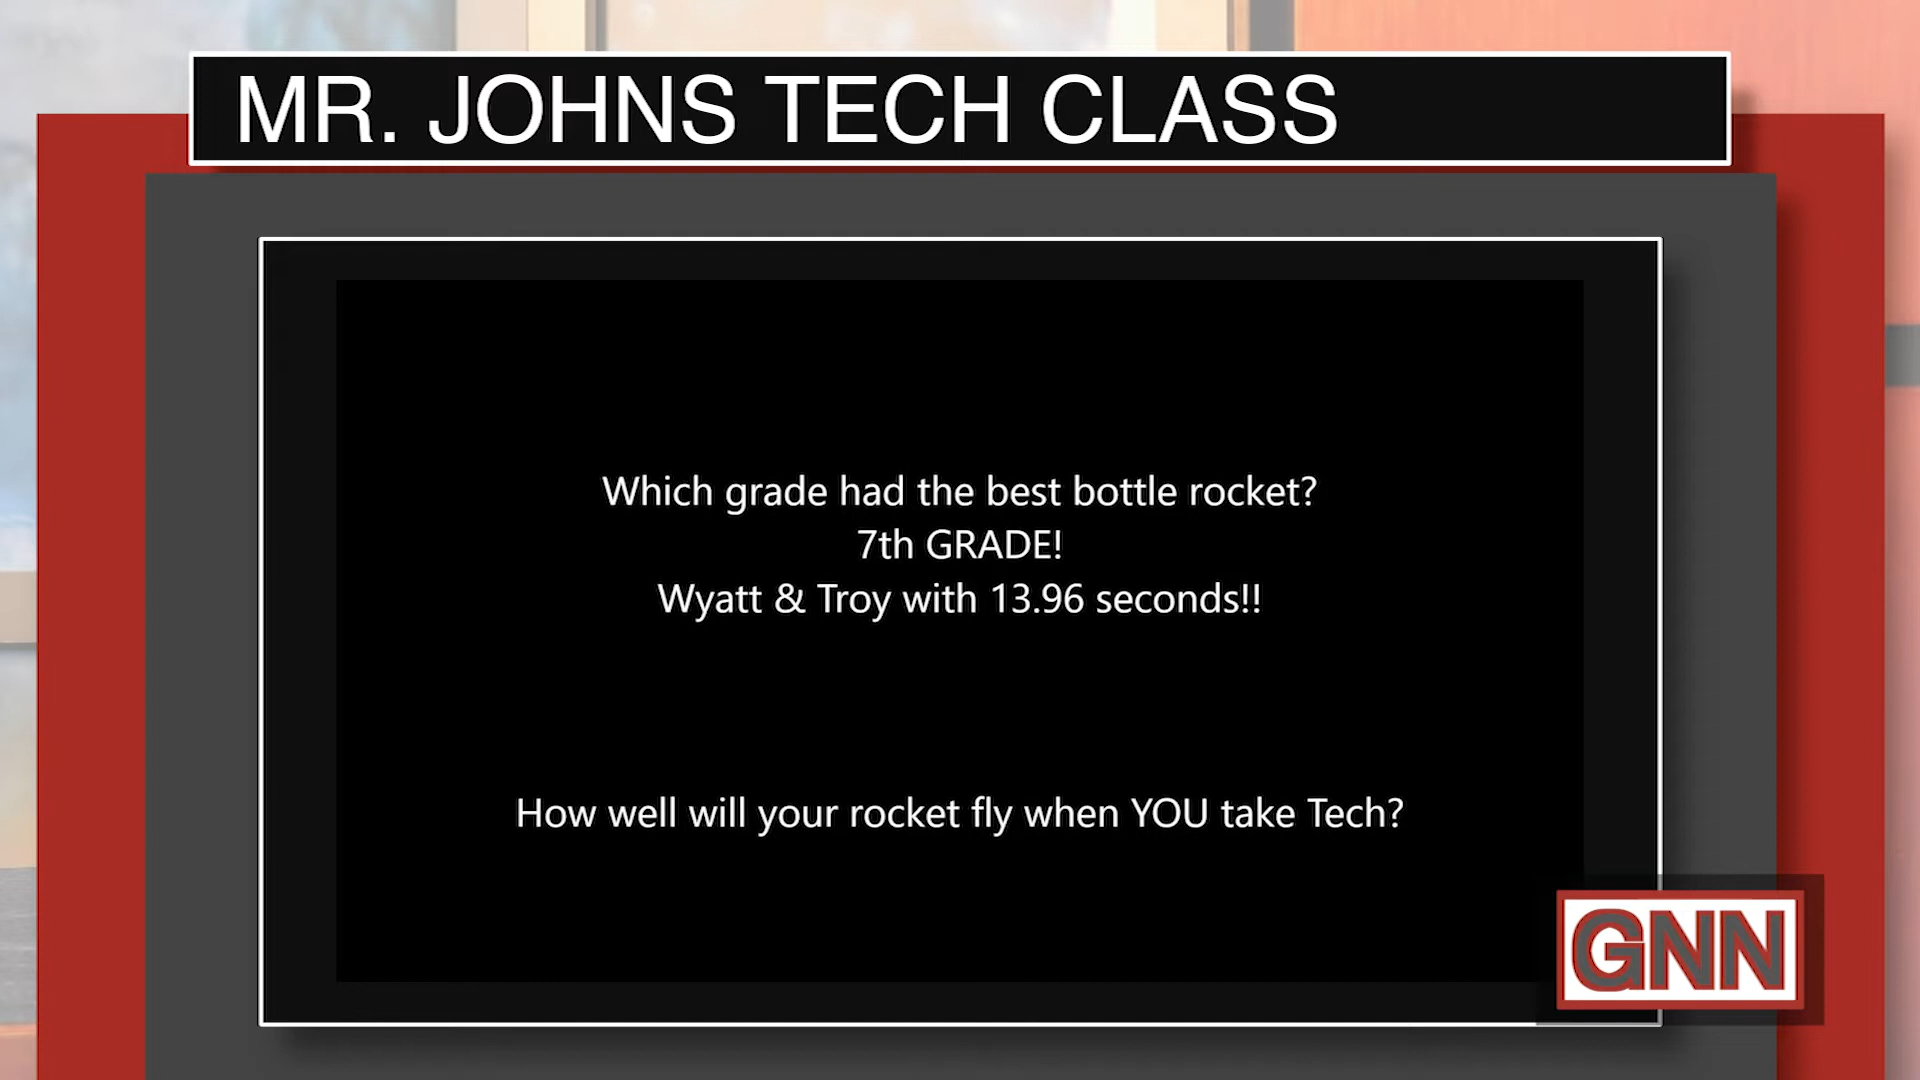 MR. JOHNS TECH CLASS
Which grade had the best bottle rocket?
7th GRADE!
Wyatt & Troy with 13.96 seconds!!
How well will your rocket fly when YOU take Tech?
GNN